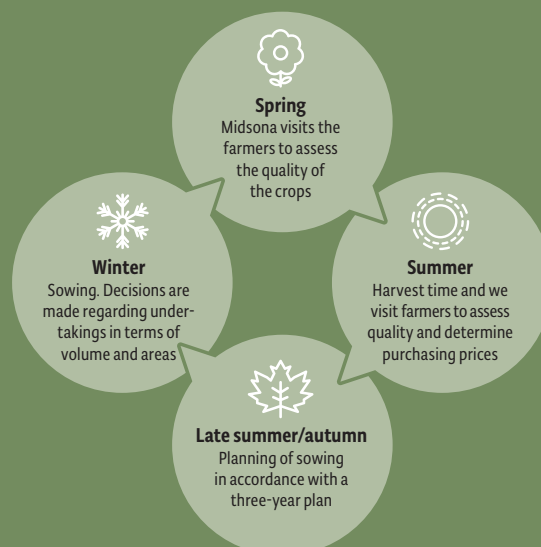 Spring
Midsona visits the
farmers to assess
the quality of
the crops
Winter
Sowing. Decisions are
made regarding under-
takings in terms of
volume and areas
Summer
Harvest time and we
visit farmers to assess
quality and determine
purchasing prices
Late summer/autumn
Planning of sowing
in accordance with a
three-year plan